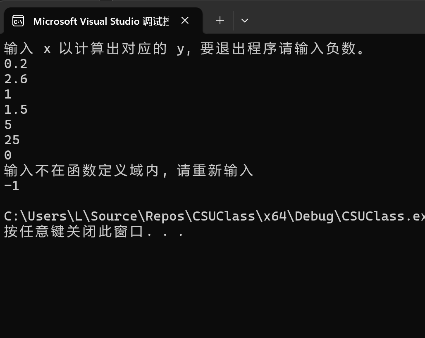 Microsoft Visual Studio 调试控
输入 x 以计算出对应的 y, 要退出程序请输入负数。
0.2
2.6
1
1.5
5
25
0
输入不在函数定义域内, 请重新输入
-1
C:\Users\L\Source\Repos\CSUClass\x64\Debug\CSUClass.ex
按任意键关闭此窗口. . .